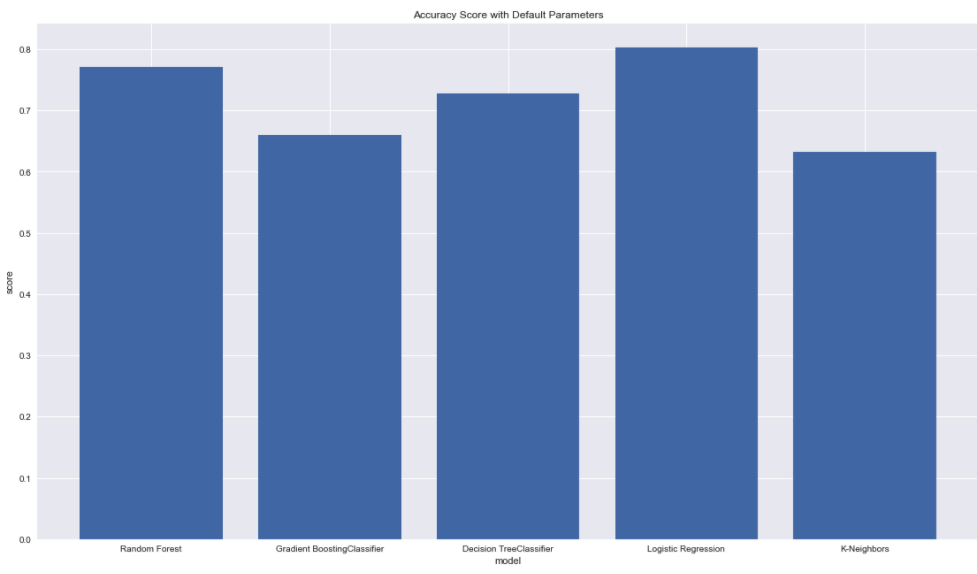 Accuracy Score with Default Parameters
score
0.8
0.7
0.6
0.5
0.4
0.3
0.2
0.1
0.0
Random Forest
Gradient BoostingClassifier
Decision TreeClassifier
Logistic Regression
K-Neighbors
model